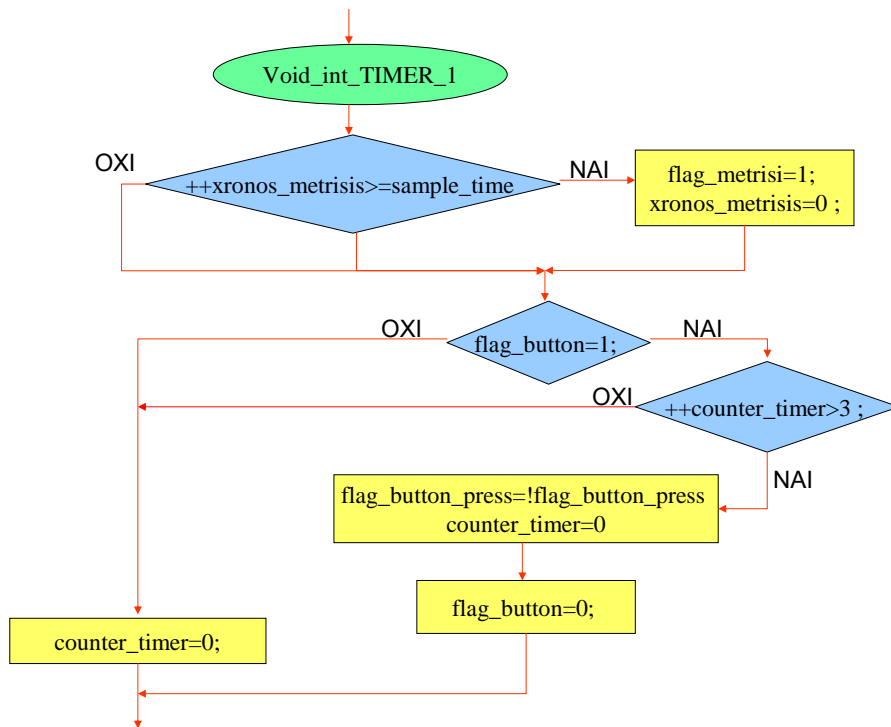 Void_int_TIMER_1
OXI
++xronos_metrisis>=sample_time
NAI
flag_metrisi=1;
xronos_metrisis=0 ;
OXI
flag_button=1;
NAI
OXI
++counter_timer>3 ;
NAI
flag_button_press=!flag_button_press
counter_timer=0
flag_button=0;
counter_timer=0;